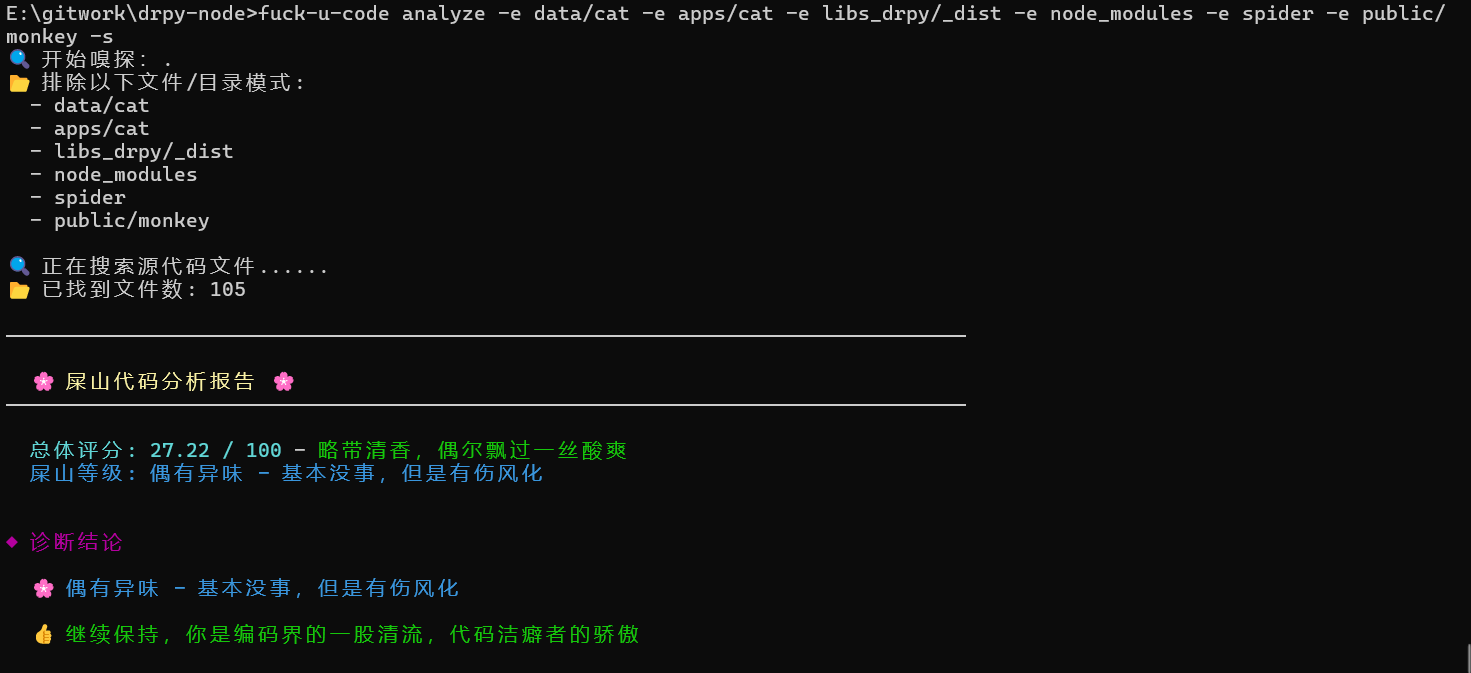 E:\gitwork\drpy-node>fuck-u-code analyze -e data/cat -e apps/cat -e libs_drpy/_dist -e node_modules -e spider -e public/
monkey -s
🔍 开始嗅探: .
📂 排除以下文件/目录模式:
- data/cat
- apps/cat
- libs_drpy/_dist
- node_modules
- spider
- public/monkey
🔍 正在搜索源代码文件......
📂 已找到文件数: 105
🌸 屎山代码分析报告 🌸
总体评分: 27.22 / 100 - 略带清香, 偶尔飘过一丝酸爽
屎山等级: 偶有异味 - 基本没事, 但是有伤风化
◆ 诊断结论
🌸 偶有异味 - 基本没事, 但是有伤风化
👍 继续保持, 你是编码界的一股清流, 代码洁癖者的骄傲